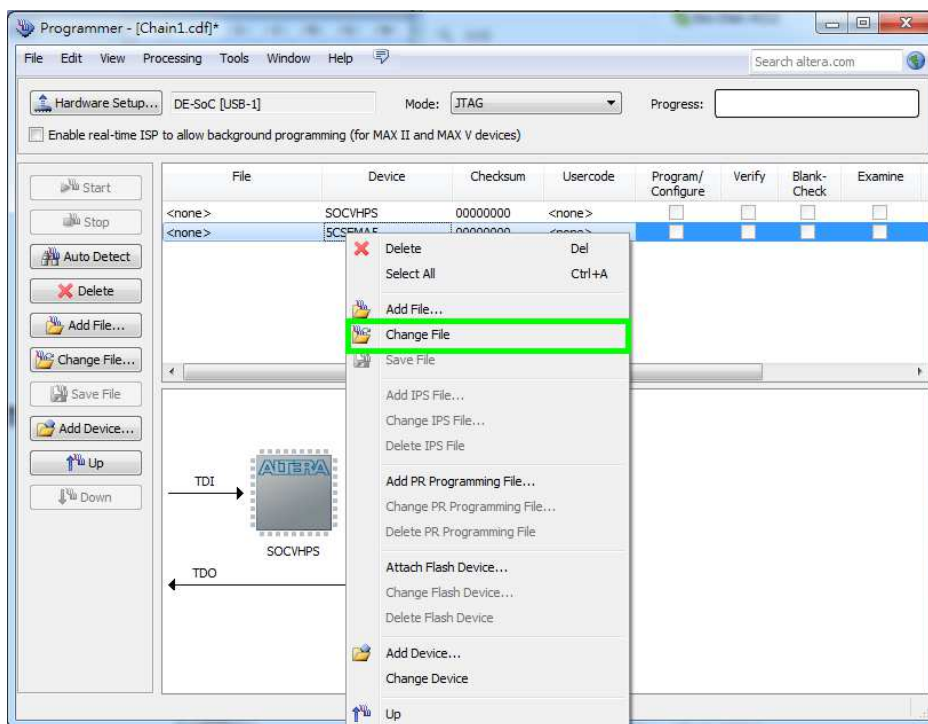 Programmer - [Chain1.cdf]*
File Edit View Processing Tools Window Help
Search altera.com
Hardware Setup... DE-SoC [USB-1] Mode: JTAG Progress:
Enable real-time ISP to allow background programming (for MAX II and MAX V devices)
File Device Checksum Usercode Program/ Configure Verify Blank- Check Examine
<none> SOCVHPS 00000000 <none>
<none> 5CSEMA5 00000000 <none>
Start
Stop
Auto Detect
Delete
Add File...
Change File...
Save File
Add Device...
Up
Down
Delete Del
Select All Ctrl+A
Add File...
Change File
Save File
Add IPS File...
Change IPS File...
Delete IPS File
Add PR Programming File...
Change PR Programming File...
Delete PR Programming File
Attach Flash Device...
Change Flash Device...
Delete Flash Device
Add Device...
Change Device
Up
TDI
ALTERA
SOCVHPS
TDO